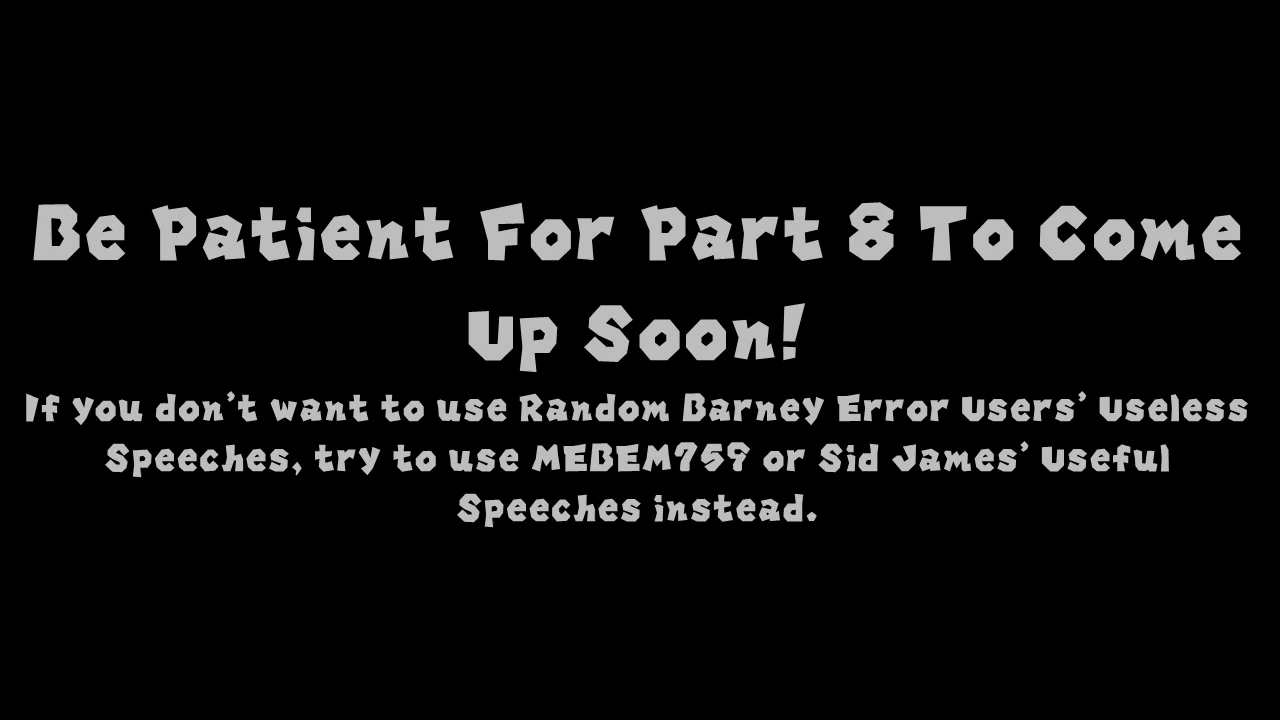 Be Patient For Part 8 To Come
Up Soon!
If you don't want to use Random Barney Error Users' Useless
Speeches, try to use MEBEM759 or Sid James' Useful
Speeches instead.